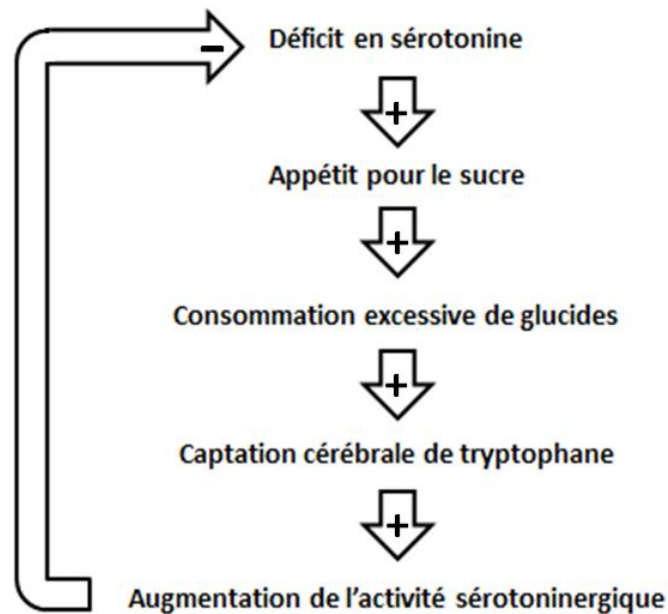 Déficit en sérotonine
-
+
Appétit pour le sucre
+
Consommation excessive de glucides
+
Captation cérébrale de tryptophane
+
Augmentation de l'activité sérotoninergique